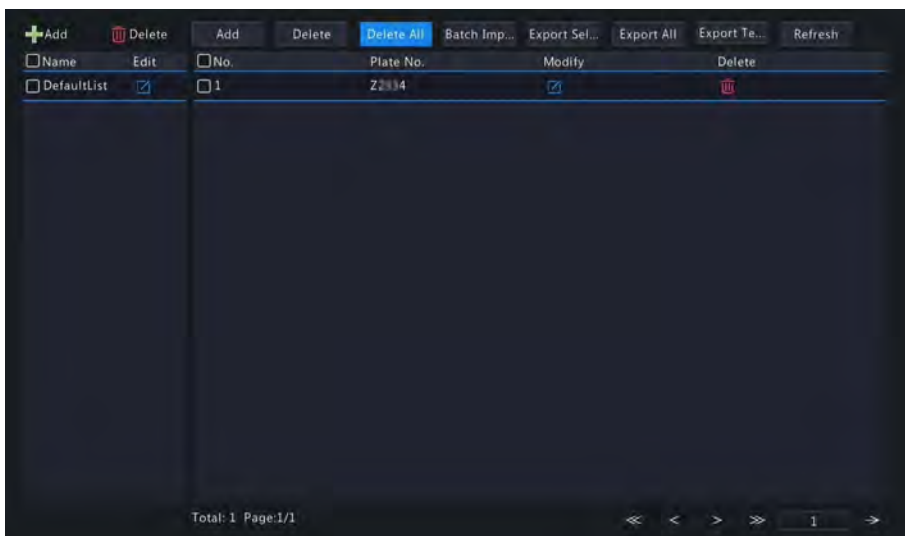 Add Delete Add Delete Delete All Batch Imp... Export Sel... Export All Export Te... Refresh
Name Edit No. Plate No. Modify Delete
DefaultList 1
Total: 1 Page:1/1 ≪ < > ≫ 1 →